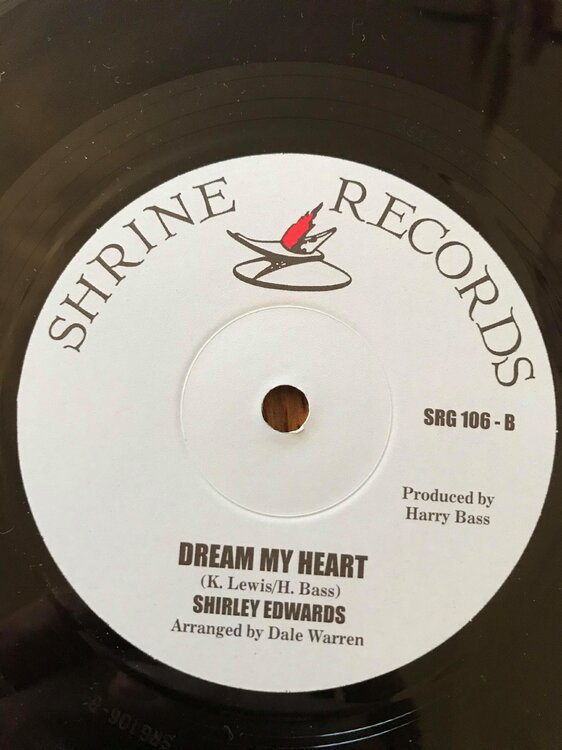 SHRINE RECORDS
SRG 106 - B
Produced by
Harry Bass
DREAM MY HEART
(K. Lewis/H. Bass)
SHIRLEY EDWARDS
Arranged by Dale Warren
SRG106-B